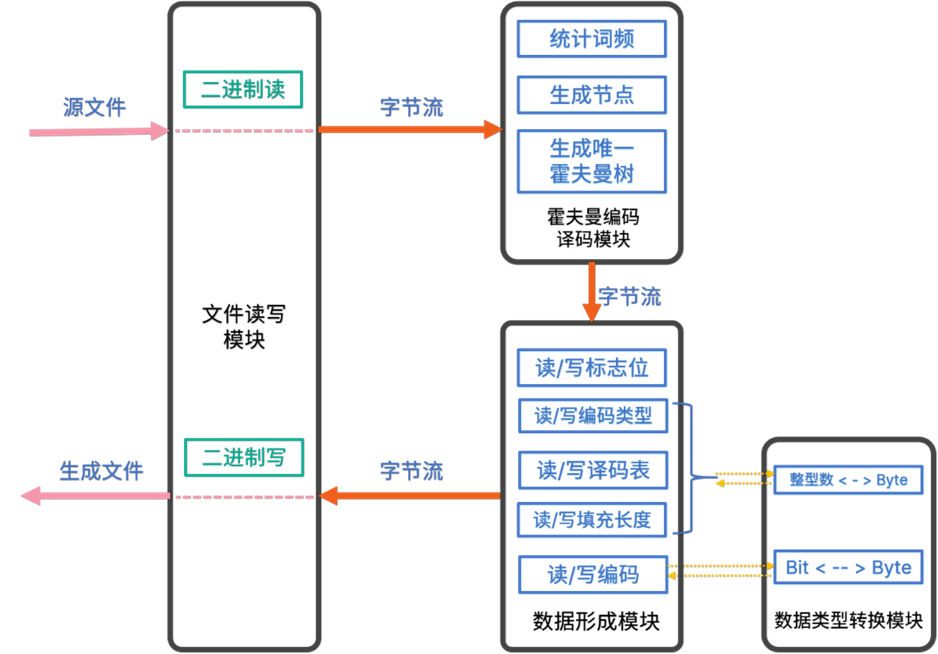 源文件
二进制读
字节流
统计词频
生成节点
生成唯一
霍夫曼树
霍夫曼编码
译码模块
字节流
文件读写
模块
读/写标志位
读/写编码类型
读/写译码表
读/写填充长度
读/写编码
数据形成模块
生成文件
二进制写
字节流
整型数 < - > Byte
Bit < -- > Byte
数据类型转换模块